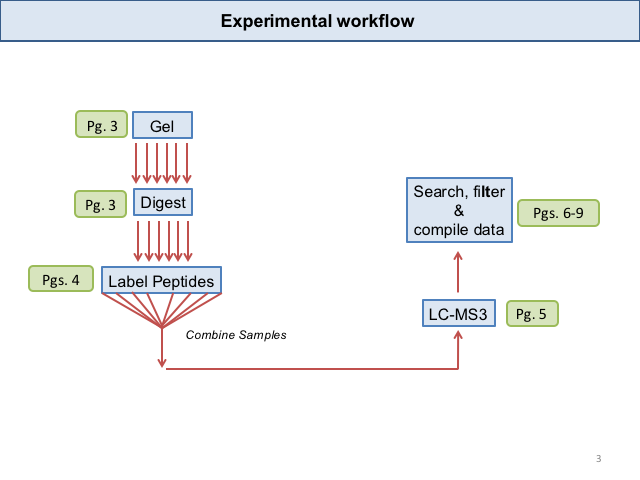 Experimental workflow
Pg. 3
Gel
Pg. 3
Digest
Pgs. 4
Label Peptides
Combine Samples
Search, filter
&
compile data
Pgs. 6-9
LC-MS3
Pg. 5
3